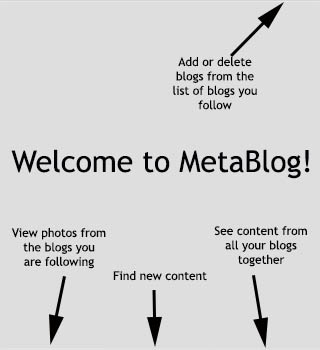 Add or delete
blogs from the
list of blogs you
follow
Welcome to MetaBlog!
View photos from
the blogs you
are following
Find new content
See content from
all your blogs
together